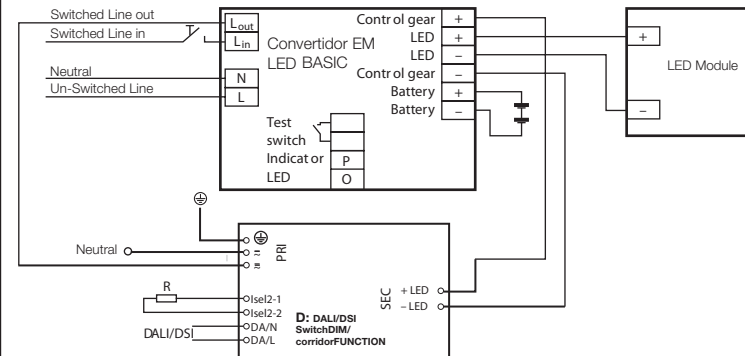 Switched Line out
Switched Line in
Neutral
Un-Switched Line
Lout
Lin
N
L
Convertidor EM
LED BASIC
Control gear +
LED +
LED –
Control gear –
Battery +
Battery –
Test
switch
Indicator P
LED O
+
LED Module
–
Neutral
PRI
R
Isel2-1
Isel2-2
DALI/DSI
DA/N
DA/L
D: DALI/DSI
SwitchDIM/
corridorFUNCTION
SEC
+ LED
– LED